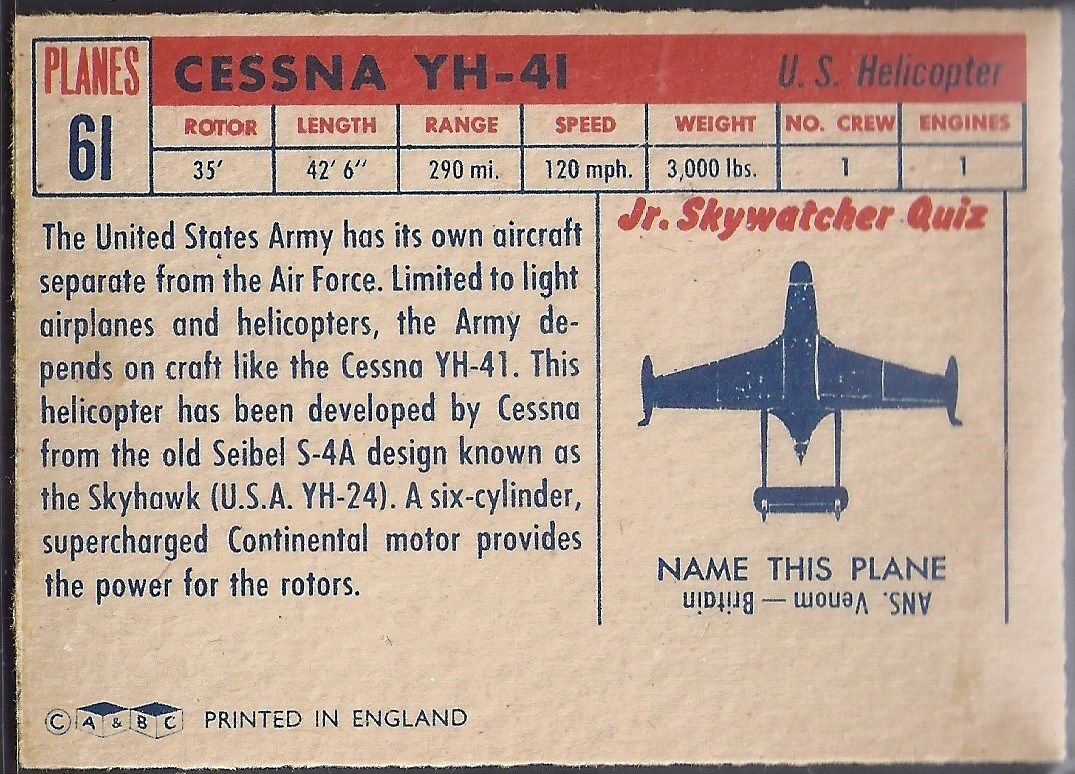 PLANES
61
CESSNA YH-41
U. S. Helicopter
ROTOR LENGTH RANGE SPEED WEIGHT NO. CREW ENGINES
35' 42' 6" 290 mi. 120 mph. 3,000 lbs. 1 1
The United States Army has its own aircraft
separate from the Air Force. Limited to light
airplanes and helicopters, the Army de-
pends on craft like the Cessna YH-41. This
helicopter has been developed by Cessna
from the old Seibel S-4A design known as
the Skyhawk (U.S.A. YH-24). A six-cylinder,
supercharged Continental motor provides
the power for the rotors.
Jr. Skywatcher Quiz
NAME THIS PLANE
ANS. Venom — Britain
© A & BC PRINTED IN ENGLAND